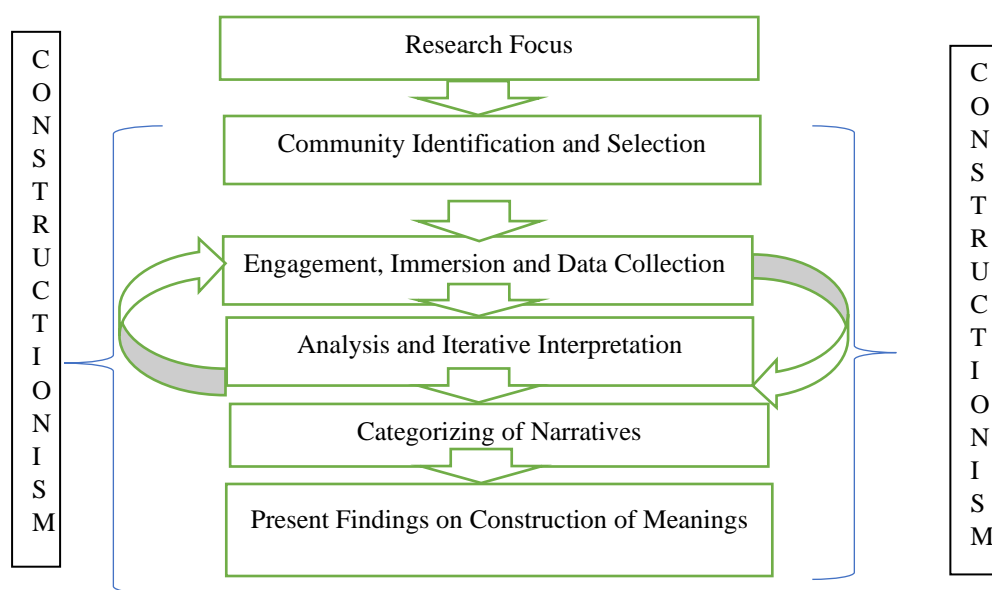 CONSTRUCTIONISM
Research Focus
Community Identification and Selection
Engagement, Immersion and Data Collection
Analysis and Iterative Interpretation
Categorizing of Narratives
Present Findings on Construction of Meanings
CONSTRUCTIONISM